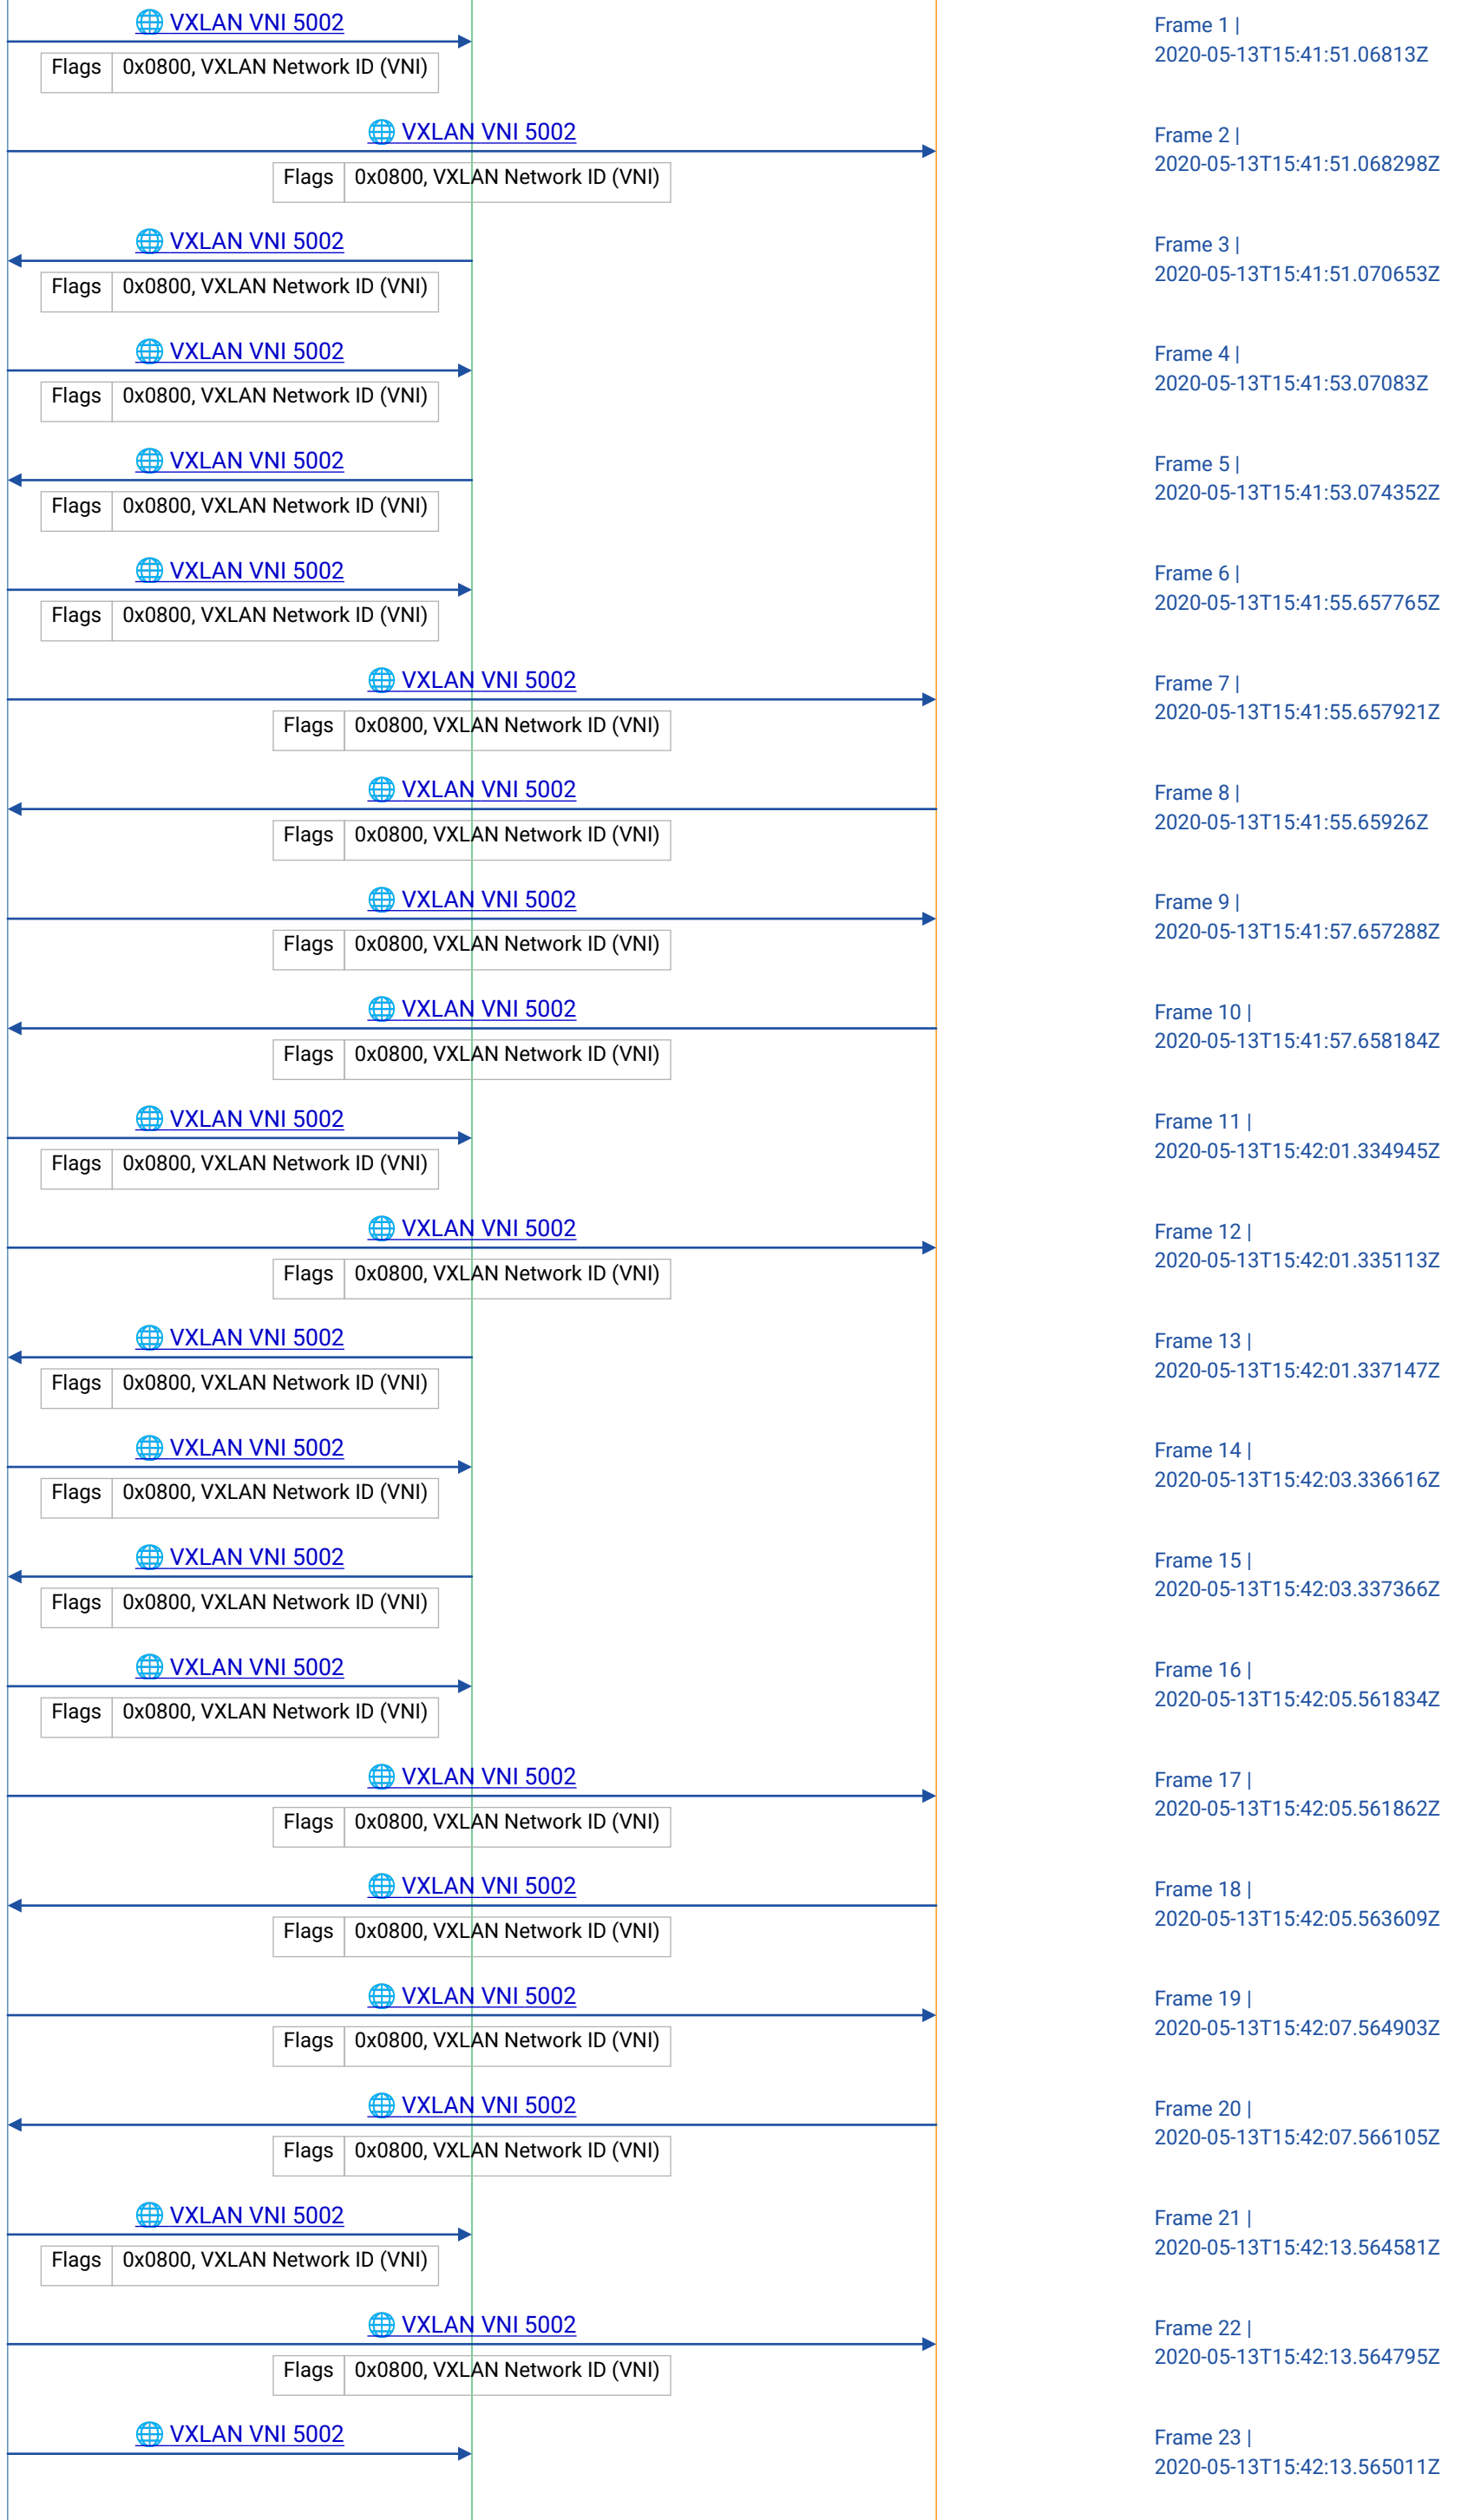 🌐 VXLAN VNI 5002
Frame 1 |
2020-05-13T15:41:51.06813Z
Flags 0x0800, VXLAN Network ID (VNI)
🌐 VXLAN VNI 5002
Frame 2 |
2020-05-13T15:41:51.068298Z
Flags 0x0800, VXLAN Network ID (VNI)
🌐 VXLAN VNI 5002
Frame 3 |
2020-05-13T15:41:51.070653Z
Flags 0x0800, VXLAN Network ID (VNI)
🌐 VXLAN VNI 5002
Frame 4 |
2020-05-13T15:41:53.07083Z
Flags 0x0800, VXLAN Network ID (VNI)
🌐 VXLAN VNI 5002
Frame 5 |
2020-05-13T15:41:53.074352Z
Flags 0x0800, VXLAN Network ID (VNI)
🌐 VXLAN VNI 5002
Frame 6 |
2020-05-13T15:41:55.657765Z
Flags 0x0800, VXLAN Network ID (VNI)
🌐 VXLAN VNI 5002
Frame 7 |
2020-05-13T15:41:55.657921Z
Flags 0x0800, VXLAN Network ID (VNI)
🌐 VXLAN VNI 5002
Frame 8 |
2020-05-13T15:41:55.65926Z
Flags 0x0800, VXLAN Network ID (VNI)
🌐 VXLAN VNI 5002
Frame 9 |
2020-05-13T15:41:57.657288Z
Flags 0x0800, VXLAN Network ID (VNI)
🌐 VXLAN VNI 5002
Frame 10 |
2020-05-13T15:41:57.658184Z
Flags 0x0800, VXLAN Network ID (VNI)
🌐 VXLAN VNI 5002
Frame 11 |
2020-05-13T15:42:01.334945Z
Flags 0x0800, VXLAN Network ID (VNI)
🌐 VXLAN VNI 5002
Frame 12 |
2020-05-13T15:42:01.335113Z
Flags 0x0800, VXLAN Network ID (VNI)
🌐 VXLAN VNI 5002
Frame 13 |
2020-05-13T15:42:01.337147Z
Flags 0x0800, VXLAN Network ID (VNI)
🌐 VXLAN VNI 5002
Frame 14 |
2020-05-13T15:42:03.336616Z
Flags 0x0800, VXLAN Network ID (VNI)
🌐 VXLAN VNI 5002
Frame 15 |
2020-05-13T15:42:03.337366Z
Flags 0x0800, VXLAN Network ID (VNI)
🌐 VXLAN VNI 5002
Frame 16 |
2020-05-13T15:42:05.561834Z
Flags 0x0800, VXLAN Network ID (VNI)
🌐 VXLAN VNI 5002
Frame 17 |
2020-05-13T15:42:05.561862Z
Flags 0x0800, VXLAN Network ID (VNI)
🌐 VXLAN VNI 5002
Frame 18 |
2020-05-13T15:42:05.563609Z
Flags 0x0800, VXLAN Network ID (VNI)
🌐 VXLAN VNI 5002
Frame 19 |
2020-05-13T15:42:07.564903Z
Flags 0x0800, VXLAN Network ID (VNI)
🌐 VXLAN VNI 5002
Frame 20 |
2020-05-13T15:42:07.566105Z
Flags 0x0800, VXLAN Network ID (VNI)
🌐 VXLAN VNI 5002
Frame 21 |
2020-05-13T15:42:13.564581Z
Flags 0x0800, VXLAN Network ID (VNI)
🌐 VXLAN VNI 5002
Frame 22 |
2020-05-13T15:42:13.564795Z
Flags 0x0800, VXLAN Network ID (VNI)
🌐 VXLAN VNI 5002
Frame 23 |
2020-05-13T15:42:13.565011Z